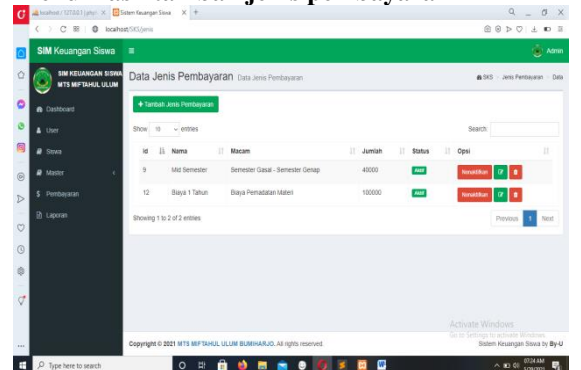 localhost / 127.0.0.1 | phpr
Sistem Keuangan Siswa
localhost/SKS/jenis
SIM Keuangan Siswa
Admin
SIM KEUANGAN SISWA
MTS MIFTAHUL ULUM
Data Jenis Pembayaran Data Jenis Pembayaran
SKS Jenis Pembayaran Data
Dashboard
User
Siswa
Master
Pembayaran
Laporan
+ Tambah Jenis Pembayaran
Show 10 entries
Search:
Id Nama Macam Jumlah Status Opsi
9 Mid Semester Semester Gasal - Semester Genap 40000 Aktif Nonaktifkan
12 Biaya 1 Tahun Biaya Pemadatan Materi 100000 Aktif Nonaktifkan
Showing 1 to 2 of 2 entries
Previous 1 Next
Activate Windows
Go to Settings to activate Windows.
Copyright © 2021 MTS MIFTAHUL ULUM BUMIHARJO. All rights reserved.
Sistem Keuangan Siswa by By-U
Type here to search
07:24 AM